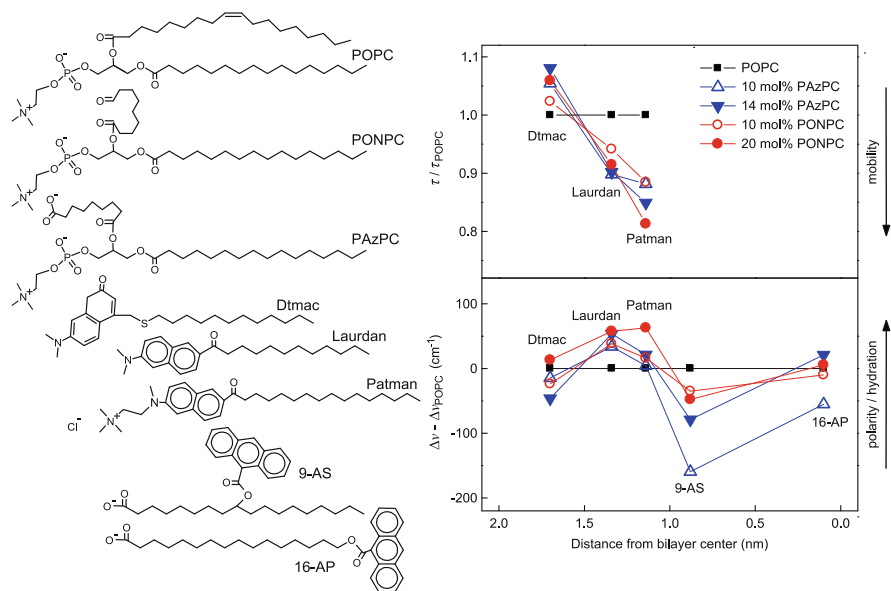 POPC
PONPC
PAzPC
Dtmac
Laurdan
Patman
9-AS
16-AP
O
O
O
O
O⁻
O
P
O
O
O
N⁺
O
O
O
O⁻
O
P
O
O
O
N⁺
O⁻
O
O
O
O⁻
O
P
O
O
O
N⁺
O
S
N
O
N
O
N
N⁺
Cl⁻
O
O
O
O⁻
O
O⁻
O
O
τ / τPOPC
1.1
1.0
0.9
0.8
Dtmac
Laurdan
Patman
POPC
10 mol% PAzPC
14 mol% PAzPC
10 mol% PONPC
20 mol% PONPC
mobility
Δν - Δν|POPC (cm⁻¹)
100
0
-100
-200
Dtmac
Laurdan
Patman
9-AS
16-AP
polarity / hydration
2.0 1.5 1.0 0.5 0.0
Distance from bilayer center (nm)